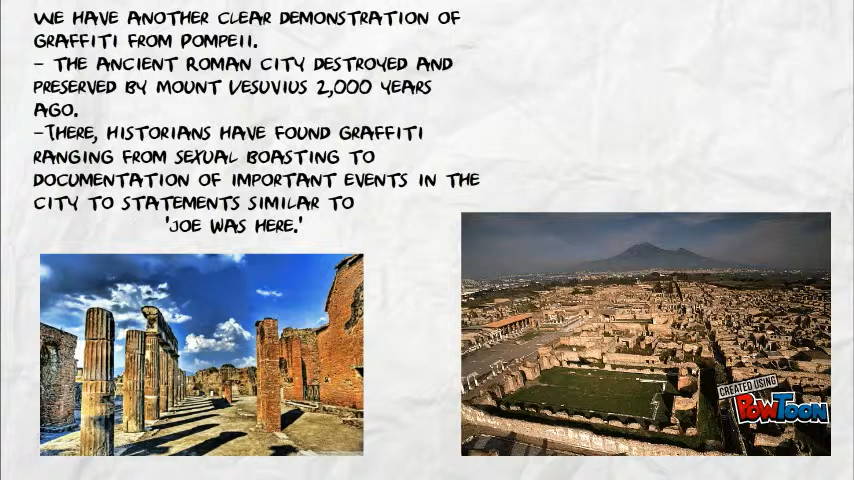 WE HAVE ANOTHER CLEAR DEMONSTRATION OF
GRAFFITI FROM POMPEII.
- THE ANCIENT ROMAN CITY DESTROYED AND
PRESERVED BY MOUNT VESUVIUS 2,000 YEARS
AGO.
-THERE, HISTORIANS HAVE FOUND GRAFFITI
RANGING FROM SEXUAL BOASTING TO
DOCUMENTATION OF IMPORTANT EVENTS IN THE
CITY TO STATEMENTS SIMILAR TO
'JOE WAS HERE.'
CREATED USING
POWTOON